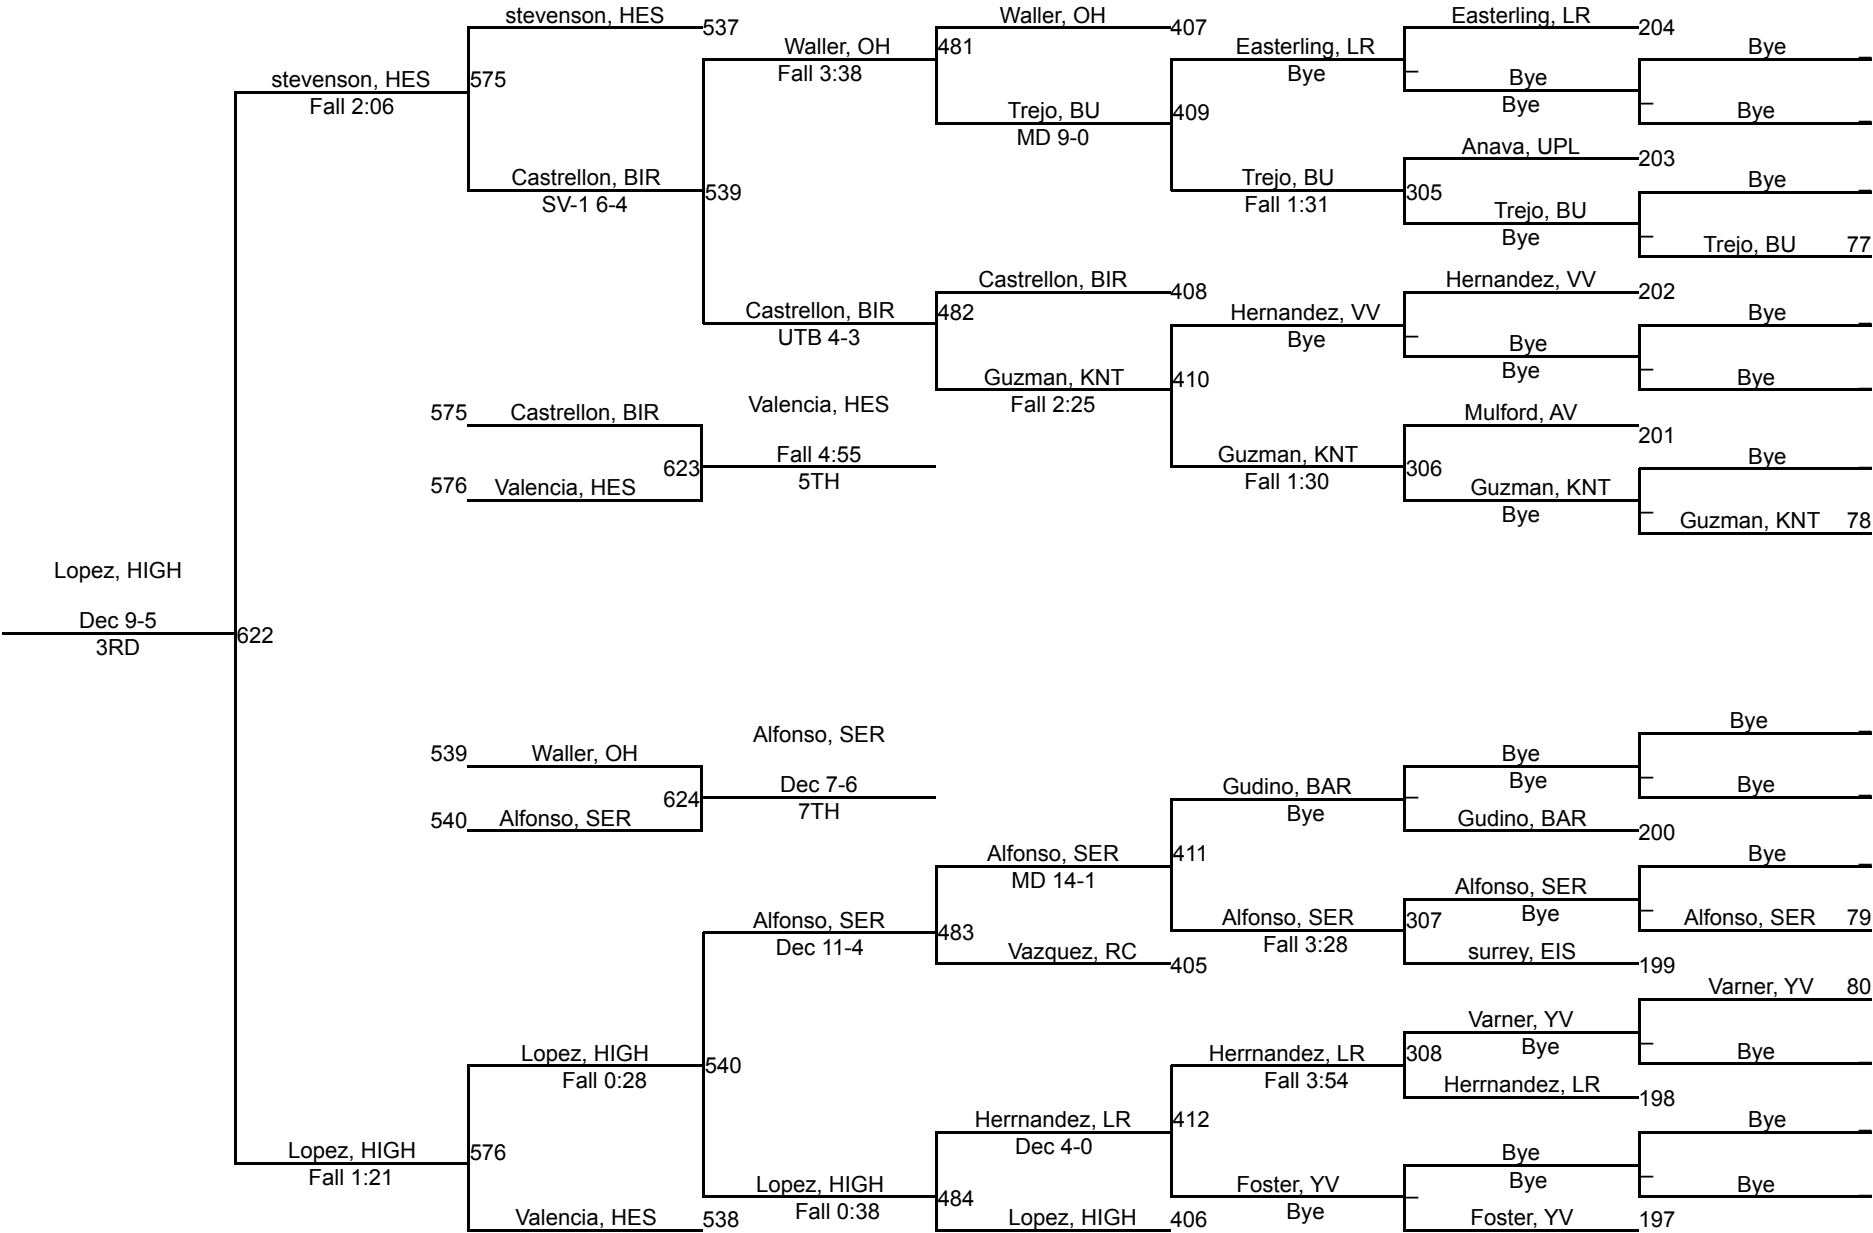 stevenson, HES
537
Waller, OH
407
Easterling, LR
204
Waller, OH
481
Easterling, LR
Bye
Fall 3:38
Bye
stevenson, HES
575
Bye
Fall 2:06
Bye
Trejo, BU
409
Bye
MD 9-0
Anava, UPL
203
Castrellon, BIR
539
Trejo, BU
305
Bye
SV-1 6-4
Fall 1:31
Trejo, BU
Bye
Trejo, BU 77
Castrellon, BIR
408
Hernandez, VV
202
Castrellon, BIR
482
Hernandez, VV
Bye
UTB 4-3
Bye
Bye
Bye
Guzman, KNT
410
Bye
Fall 2:25
575
Castrellon, BIR
Valencia, HES
Mulford, AV
201
623
Fall 4:55
Guzman, KNT
306
Bye
5TH
Fall 1:30
576
Valencia, HES
Guzman, KNT
Bye
Guzman, KNT 78
Lopez, HIGH
Dec 9-5
622
3RD
539
Waller, OH
Alfonso, SER
Bye
Bye
Bye
624
Dec 7-6
Gudino, BAR
Bye
7TH
Bye
540
Alfonso, SER
Gudino, BAR
200
Alfonso, SER
411
Bye
MD 14-1
Alfonso, SER
Bye
Alfonso, SER
483
Alfonso, SER
307
Alfonso, SER 79
Dec 11-4
Fall 3:28
Vazquez, RC
405
surrey, EIS
199
Varner, YV 80
Varner, YV
Bye
Lopez, HIGH
540
Herrnandez, LR
308
Bye
Fall 0:28
Fall 3:54
Herrnandez, LR
198
Herrnandez, LR
412
Bye
Dec 4-0
Lopez, HIGH
576
Bye
Fall 1:21
Bye
Lopez, HIGH
484
Foster, YV
Bye
Fall 0:38
Bye
Valencia, HES
538
Lopez, HIGH
406
Foster, YV
197